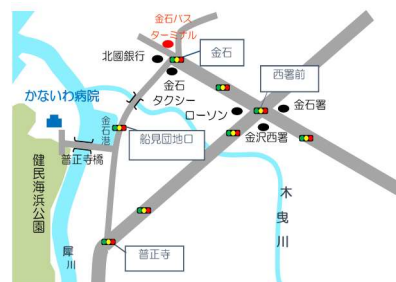 金石バス
ターミナル
北國銀行
金石
西署前
金石
タクシー
かないわ病院
ローソン
金石署
金石港
船見団地口
金沢西署
普正寺橋
健民海浜公園
木曳川
犀川
普正寺